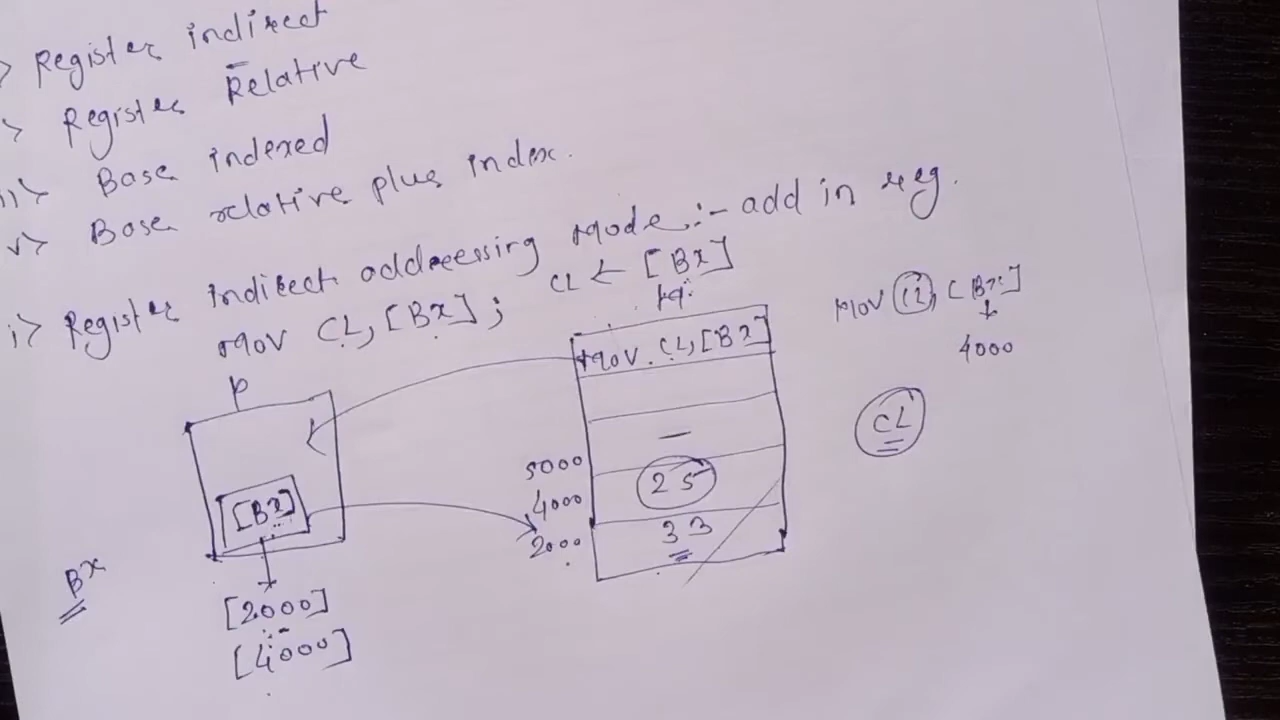 > Register indirect
> Register Relative
ii> Base indexed
v> Base relative plus index.
i> Register indirect addressing mode :- add in reg.
MOV CL, [BX] ; CL ← [BX]
MOV CL, [BX]
4000
P
MOV. CL, [BX]
CL
5000
25
4000
[BX]
33
2000
BX
[2000]
[4000]